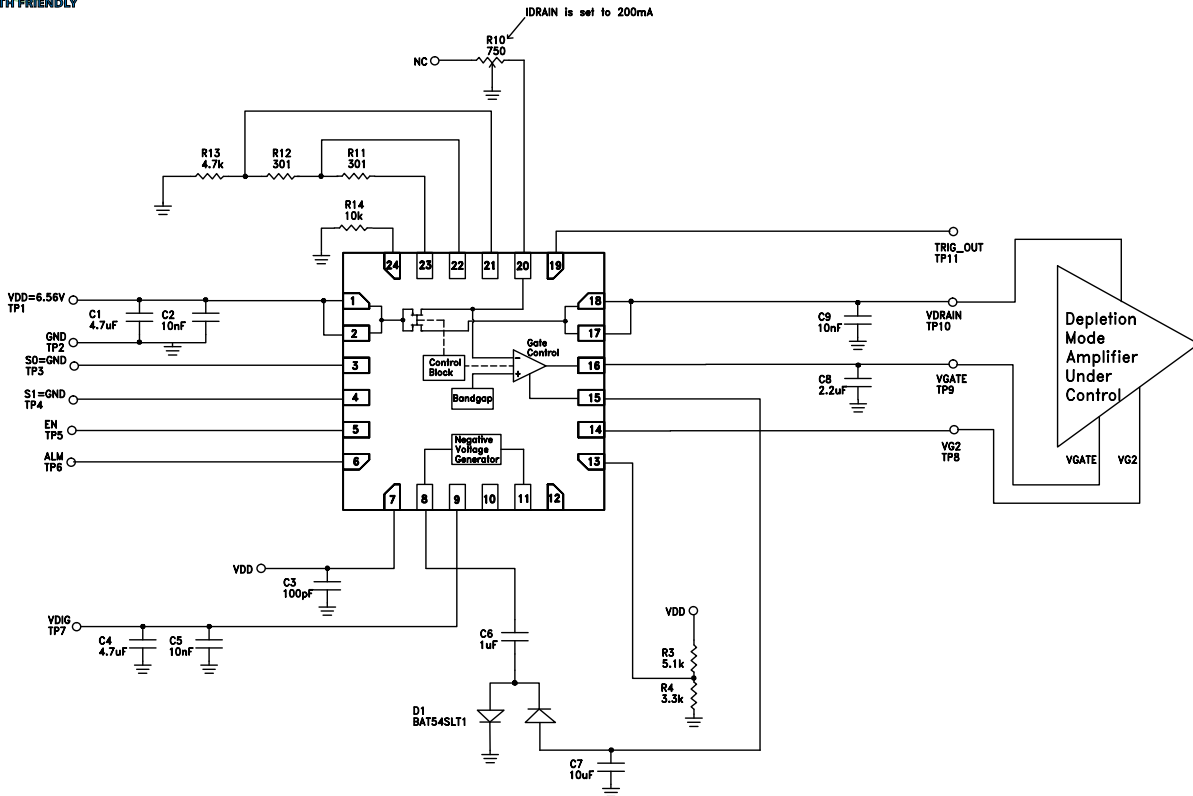 TH FRIENDLY
IDRAIN is set to 200mA
R10
750
NC
R13
4.7k
R12
301
R11
301
R14
10k
24
23
22
21
20
19
TRIG_OUT
TP11
VDD=6.56V
TP1
C1
4.7uF
C2
10nF
GND
TP2
S0=GND
TP3
S1=GND
TP4
EN
TP5
ALM
TP6
1
2
3
4
5
6
Control
Block
Bandgap
Gate
Control
Negative
Voltage
Generator
18
17
16
15
14
13
7
8
9
10
11
12
C9
10nF
VDRAIN
TP10
C8
2.2uF
VGATE
TP9
VG2
TP8
Depletion
Mode
Amplifier
Under
Control
VGATE
VG2
VDD
C3
100pF
VDIG
TP7
C4
4.7uF
C5
10nF
C6
1uF
D1
BAT54SLT1
C7
10uF
VDD
R3
5.1k
R4
3.3k